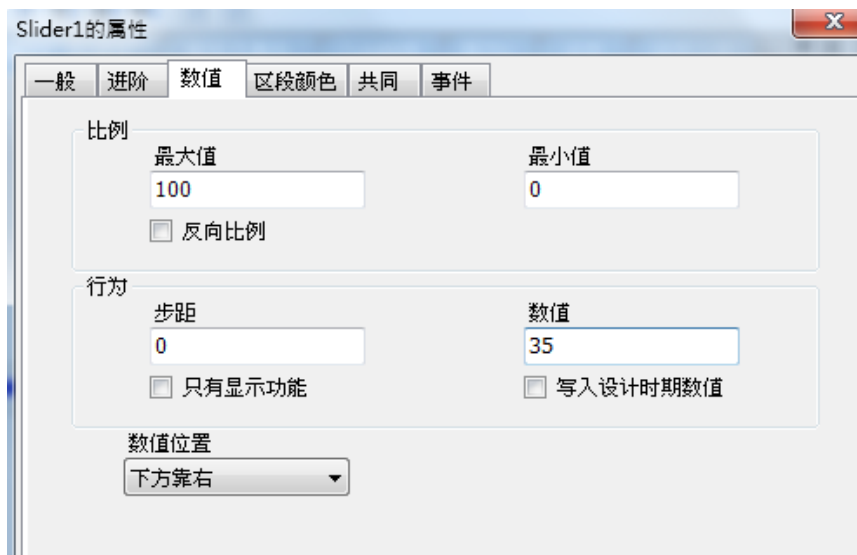 Slider1的属性
一般 进阶 数值 区段颜色 共同 事件
比例
最大值 最小值
100 0
反向比例
行为
步距 数值
0 35
只有显示功能 写入设计时期数值
数值位置
下方靠右